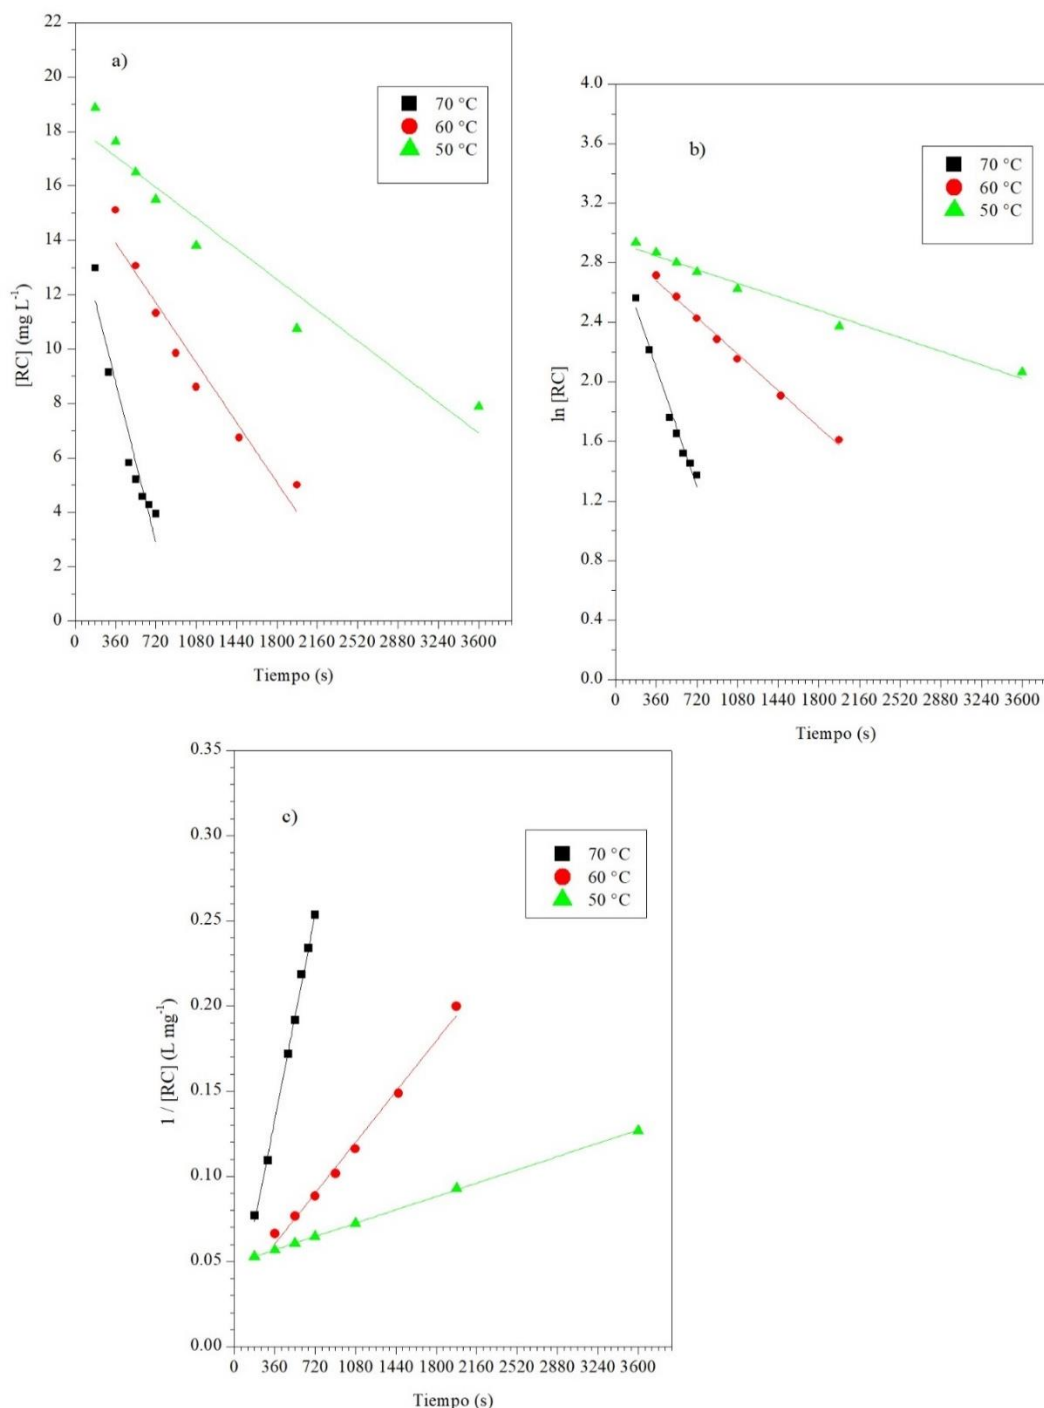 a)
22
20
18
16
14
12
10
8
6
4
2
0
[RC] (mg L⁻¹)
70 °C
60 °C
50 °C
0 360 720 1080 1440 1800 2160 2520 2880 3240 3600
Tiempo (s)
b)
4.0
3.6
3.2
2.8
2.4
2.0
1.6
1.2
0.8
0.4
0.0
ln [RC]
70 °C
60 °C
50 °C
0 360 720 1080 1440 1800 2160 2520 2880 3240 3600
Tiempo (s)
c)
0.35
0.30
0.25
0.20
0.15
0.10
0.05
0.00
1 / [RC] (L mg⁻¹)
70 °C
60 °C
50 °C
0 360 720 1080 1440 1800 2160 2520 2880 3240 3600
Tiempo (s)